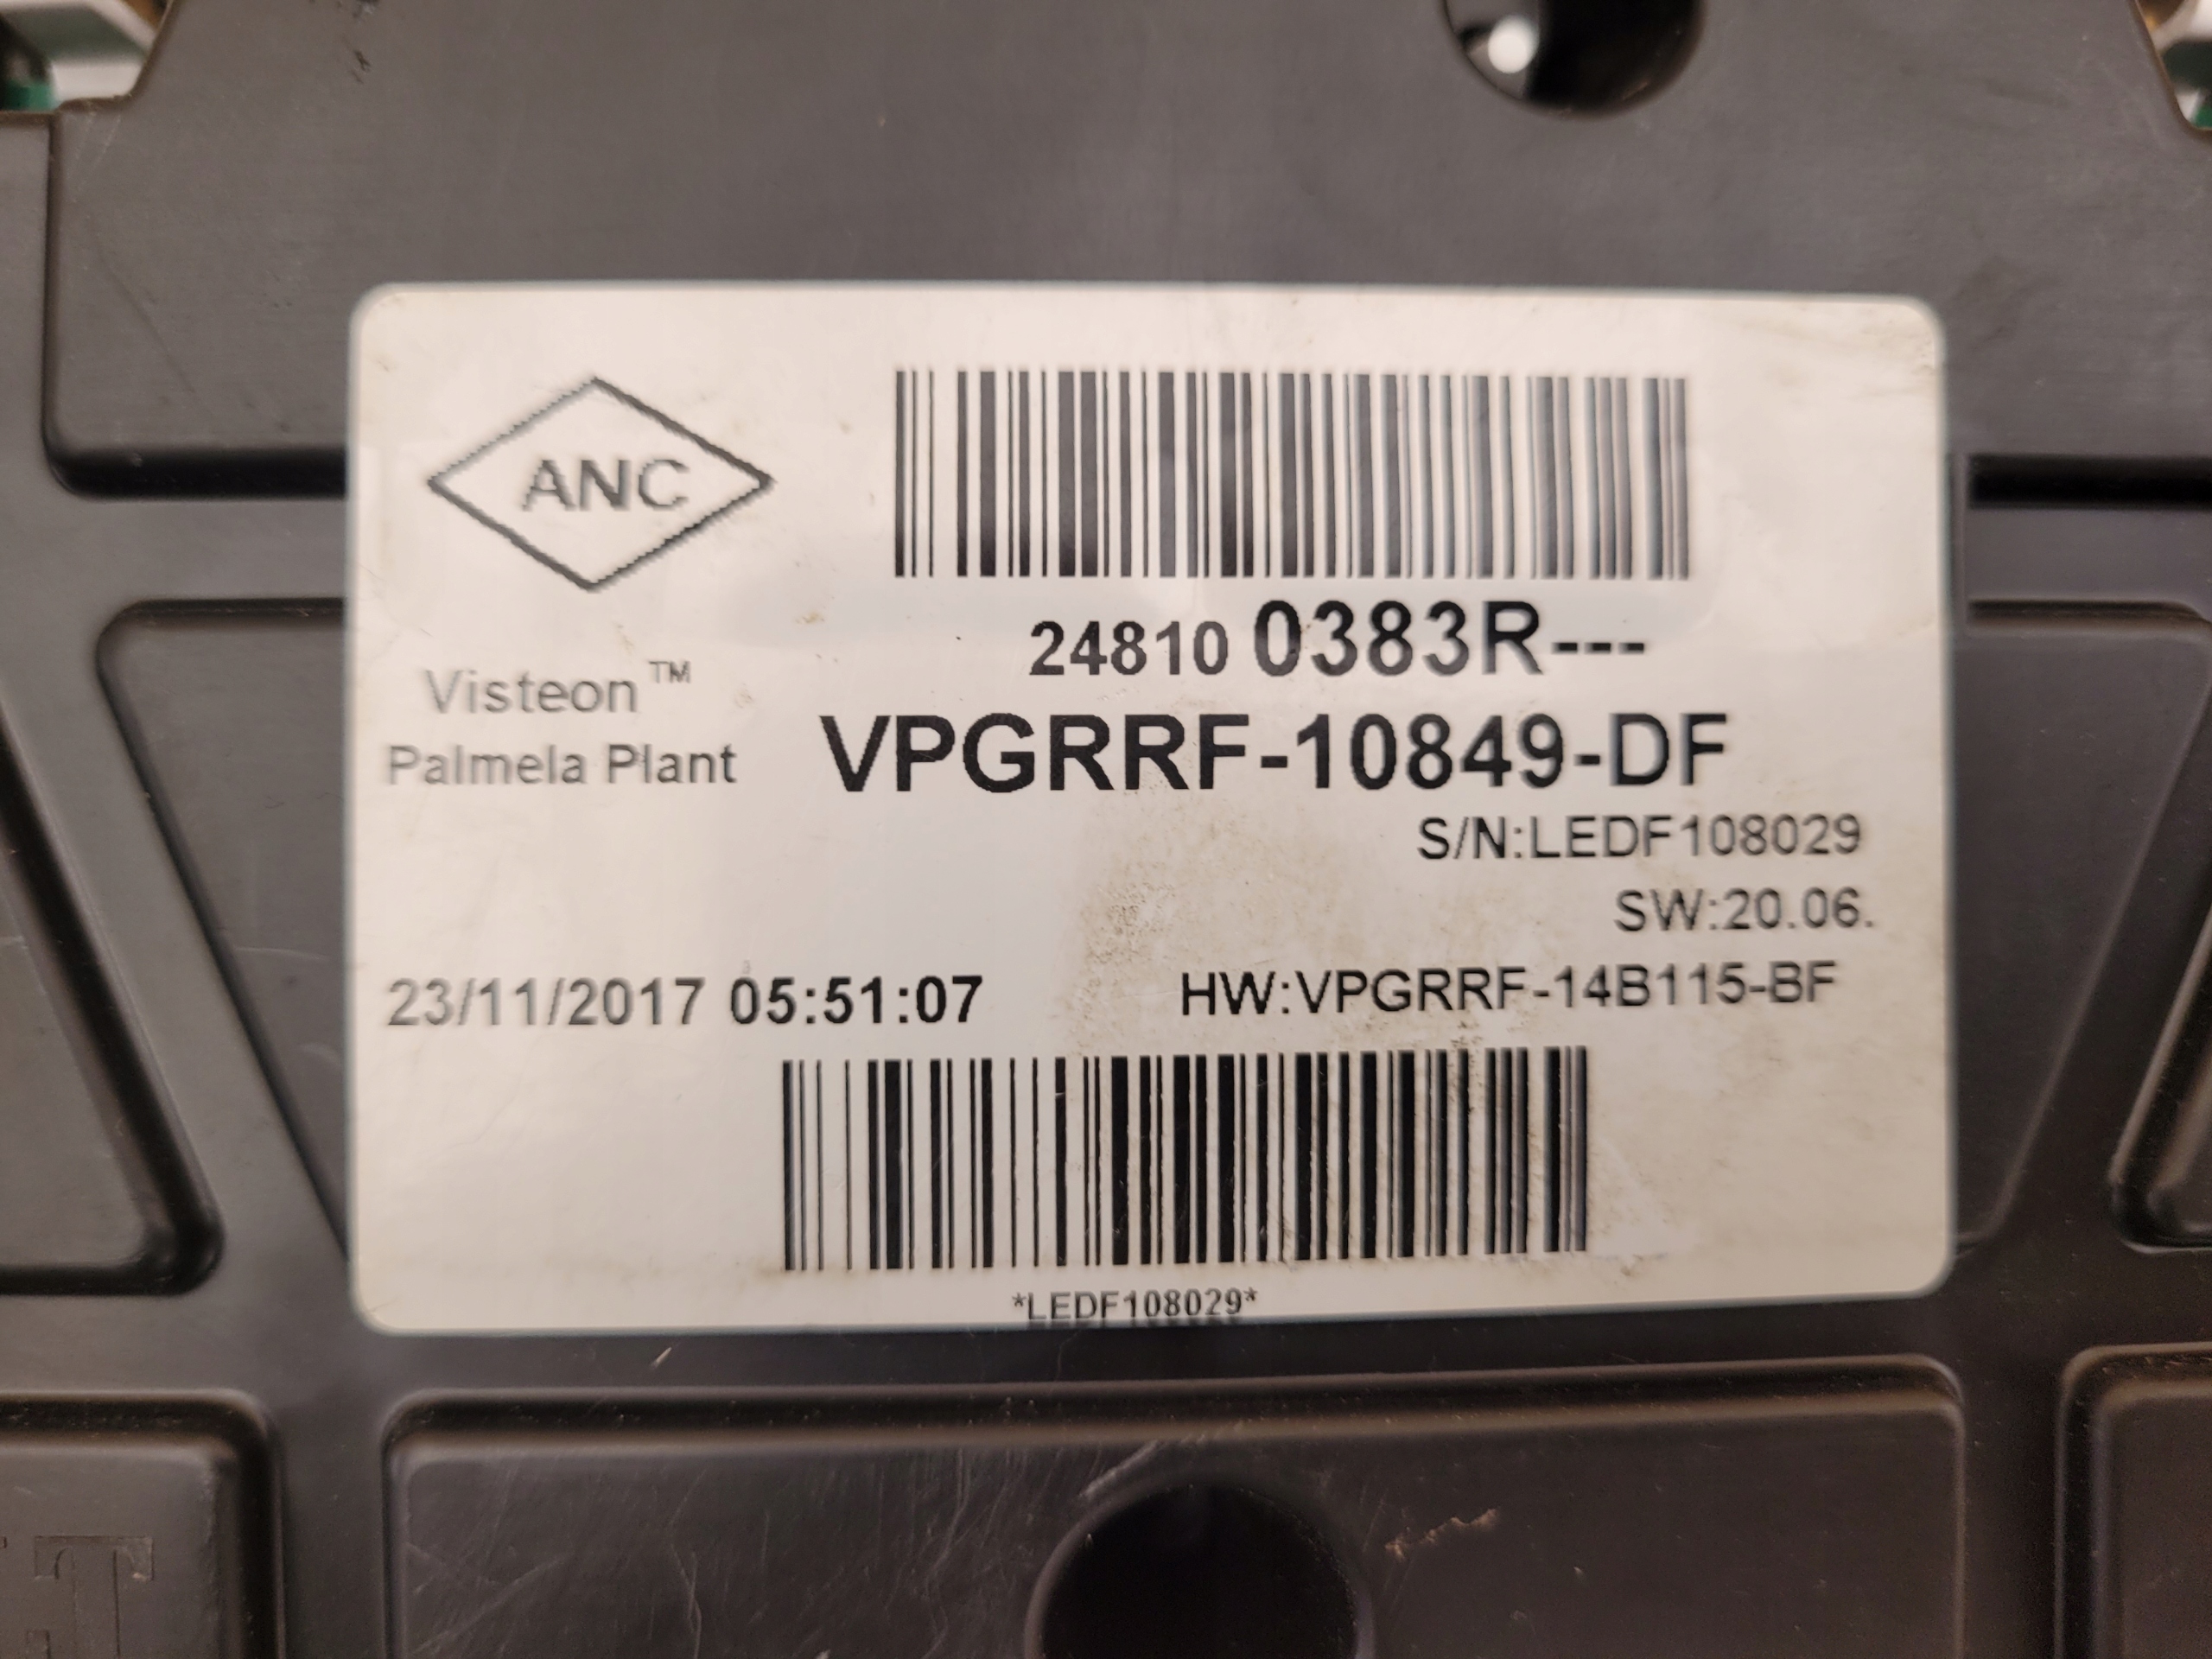 ANC
24810 0383R---
Visteon™
Palmela Plant
VPGRRF-10849-DF
S/N:LEDF108029
SW:20.06.
23/11/2017 05:51:07
HW:VPGRRF-14B115-BF
*LEDF108029*